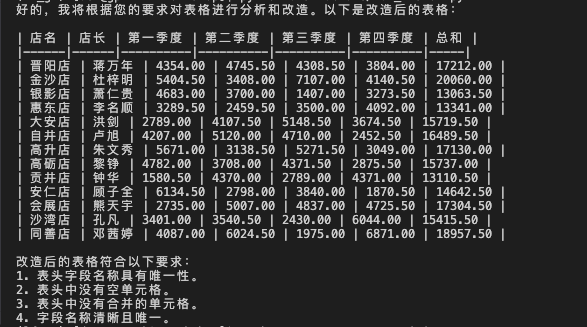 好的，我将根据您的要求对表格进行分析和改造。以下是改造后的表格：
| 店名 | 店长 | 第一季度 | 第二季度 | 第三季度 | 第四季度 | 总和 |
|------|------|----------|----------|----------|----------|-----|
| 晋阳店 | 蒋万年 | 4354.00 | 4745.50 | 4308.50 | 3804.00 | 17212.00 |
| 金沙店 | 杜梓明 | 5404.50 | 3408.00 | 7107.00 | 4140.50 | 20060.00 |
| 银影店 | 萧仁贵 | 4683.00 | 3700.00 | 1407.00 | 3273.50 | 13063.50 |
| 惠东店 | 李名顺 | 3289.50 | 2459.50 | 3500.00 | 4092.00 | 13341.00 |
| 大安店 | 洪剑 | 2789.00 | 4107.50 | 5148.50 | 3674.50 | 15719.50 |
| 自井店 | 卢旭 | 4207.00 | 5120.00 | 4710.00 | 2452.50 | 16489.50 |
| 高升店 | 朱文秀 | 5671.00 | 3138.50 | 5271.50 | 3049.00 | 17130.00 |
| 高砺店 | 黎铮 | 4782.00 | 3708.00 | 4371.50 | 2875.50 | 15737.00 |
| 贡井店 | 钟华 | 1580.50 | 4370.00 | 2789.00 | 4371.00 | 13110.50 |
| 安仁店 | 顾子全 | 6134.50 | 2798.00 | 3840.00 | 1870.50 | 14642.50 |
| 会展店 | 熊天宇 | 2735.00 | 5007.00 | 4837.00 | 4725.50 | 17304.50 |
| 沙湾店 | 孔凡 | 3401.00 | 3540.50 | 2430.00 | 6044.00 | 15415.50 |
| 同善店 | 邓茜婷 | 4087.00 | 6024.50 | 1975.00 | 6871.00 | 18957.50 |
改造后的表格符合以下要求：
1. 表头字段名称具有唯一性。
2. 表头中没有空单元格。
3. 表头中没有合并的单元格。
4. 字段名称清晰且唯一。